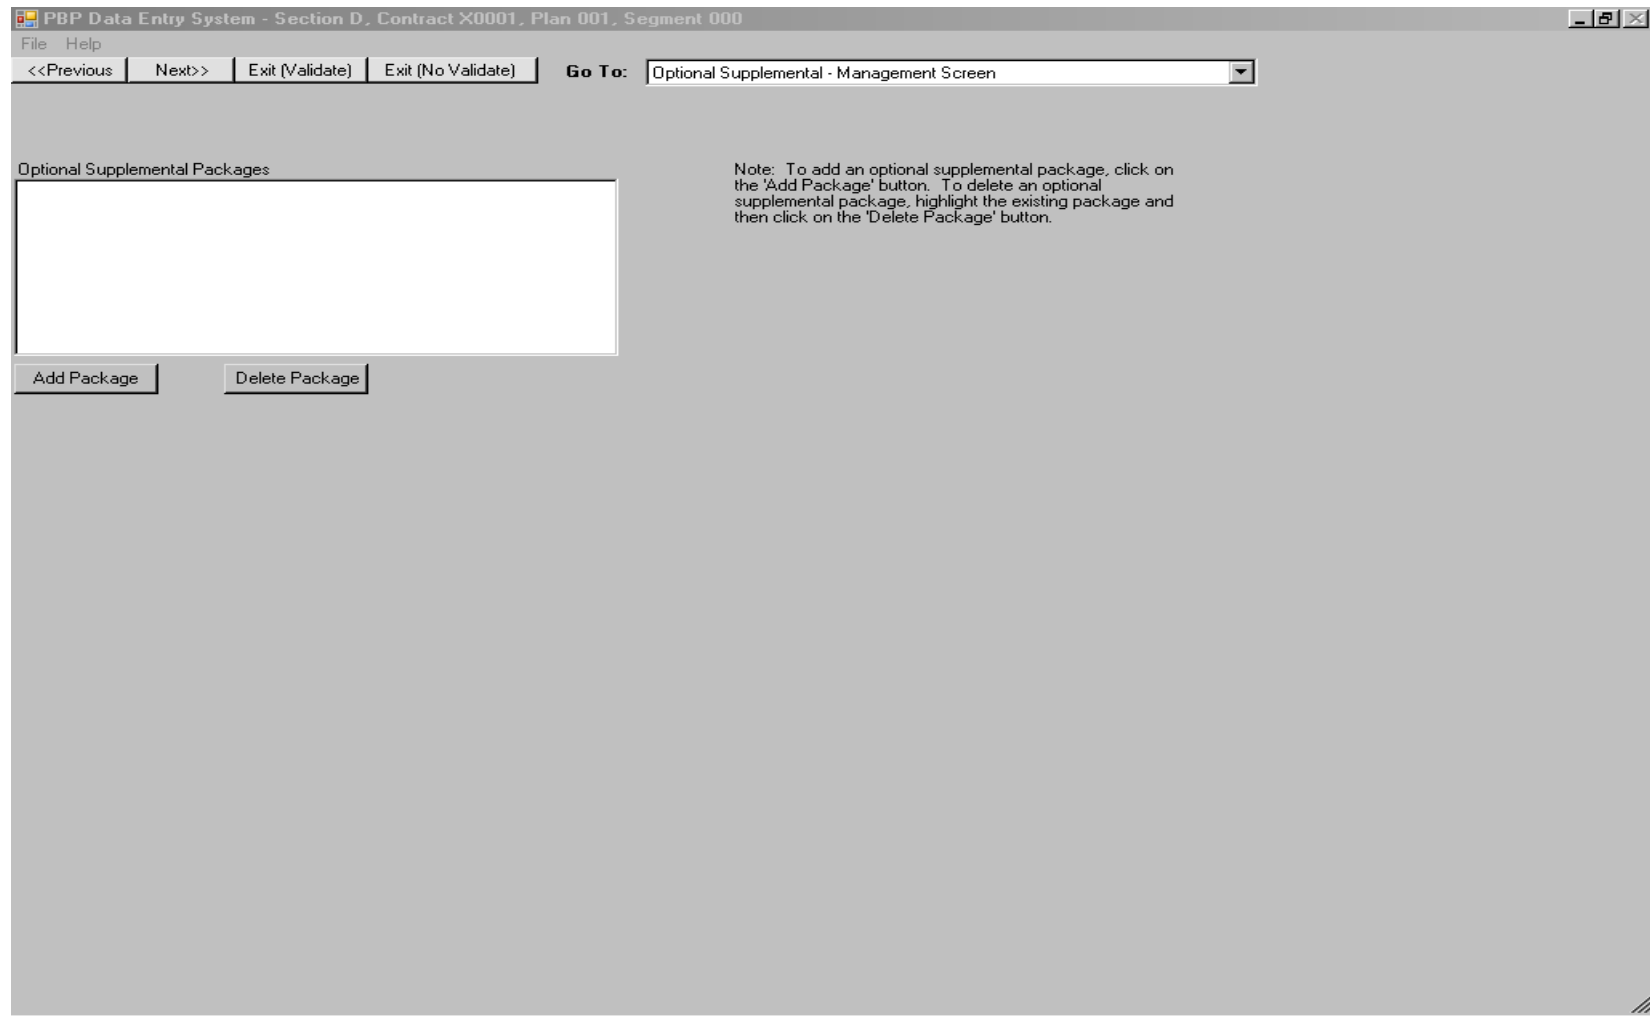 PBP Data Entry System - Section D, Contract X0001, Plan 001, Segment 000
File Help
<<Previous Next>> Exit (Validate) Exit (No Validate) Go To: Optional Supplemental - Management Screen
Optional Supplemental Packages
Note: To add an optional supplemental package, click on
the 'Add Package' button. To delete an optional
supplemental package, highlight the existing package and
then click on the 'Delete Package' button.
Add Package Delete Package